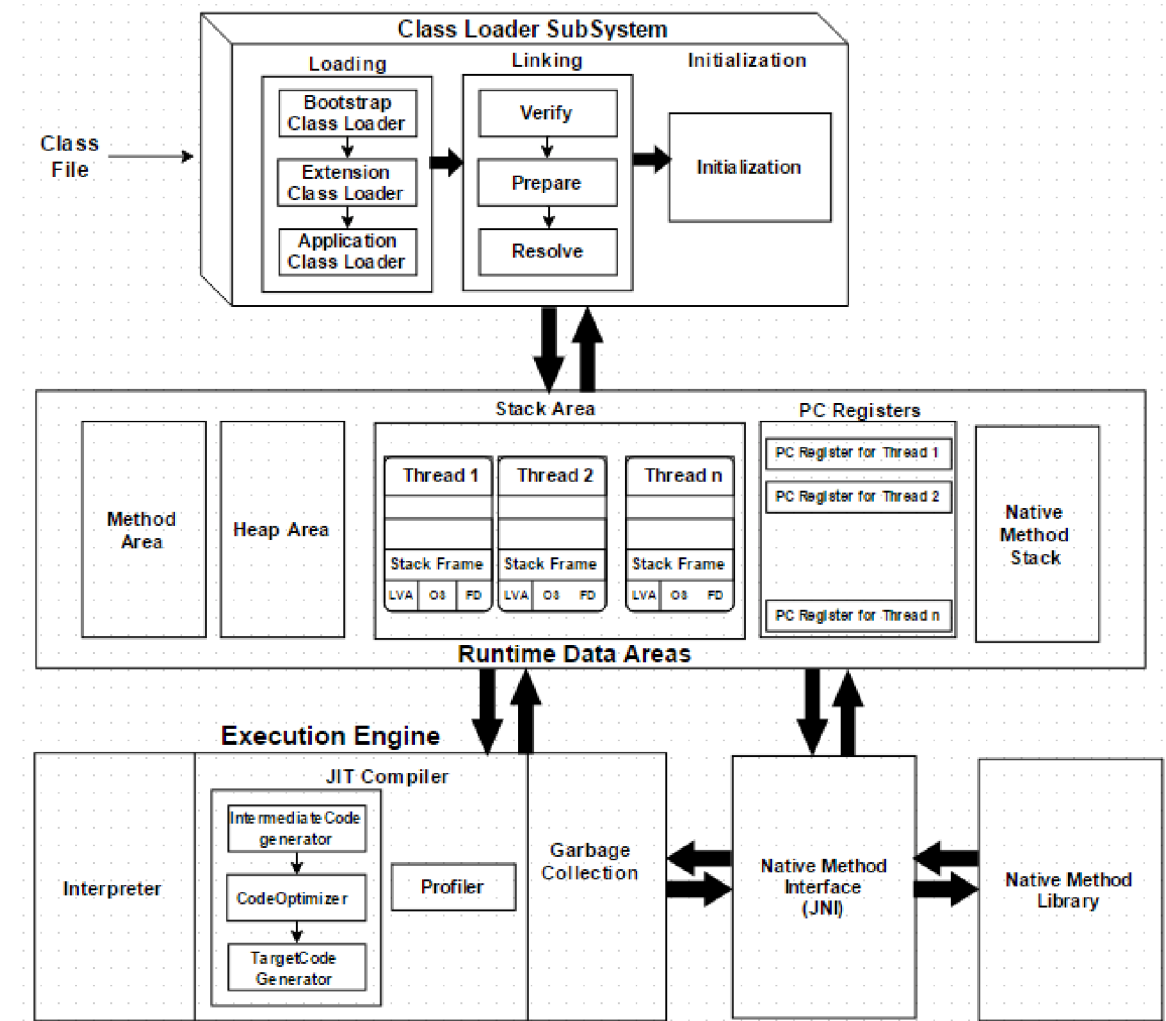 Class Loader SubSystem
Loading
Linking
Initialization
Bootstrap
Class Loader
Extension
Class Loader
Application
Class Loader
Verify
Prepare
Resolve
Initialization
Class
File
Stack Area
PC Registers
Method
Area
Heap Area
Thread 1
Stack Frame
LVA
OS
FD
Thread 2
Stack Frame
LVA
OS
FD
Thread n
Stack Frame
LVA
OS
FD
PC Register for Thread 1
PC Register for Thread 2
PC Register for Thread n
Native
Method
Stack
Runtime Data Areas
Execution Engine
Interpreter
JIT Compiler
IntermediateCode
generator
CodeOptimizer
TargetCode
Generator
Profiler
Garbage
Collection
Native Method
Interface
(JNI)
Native Method
Library